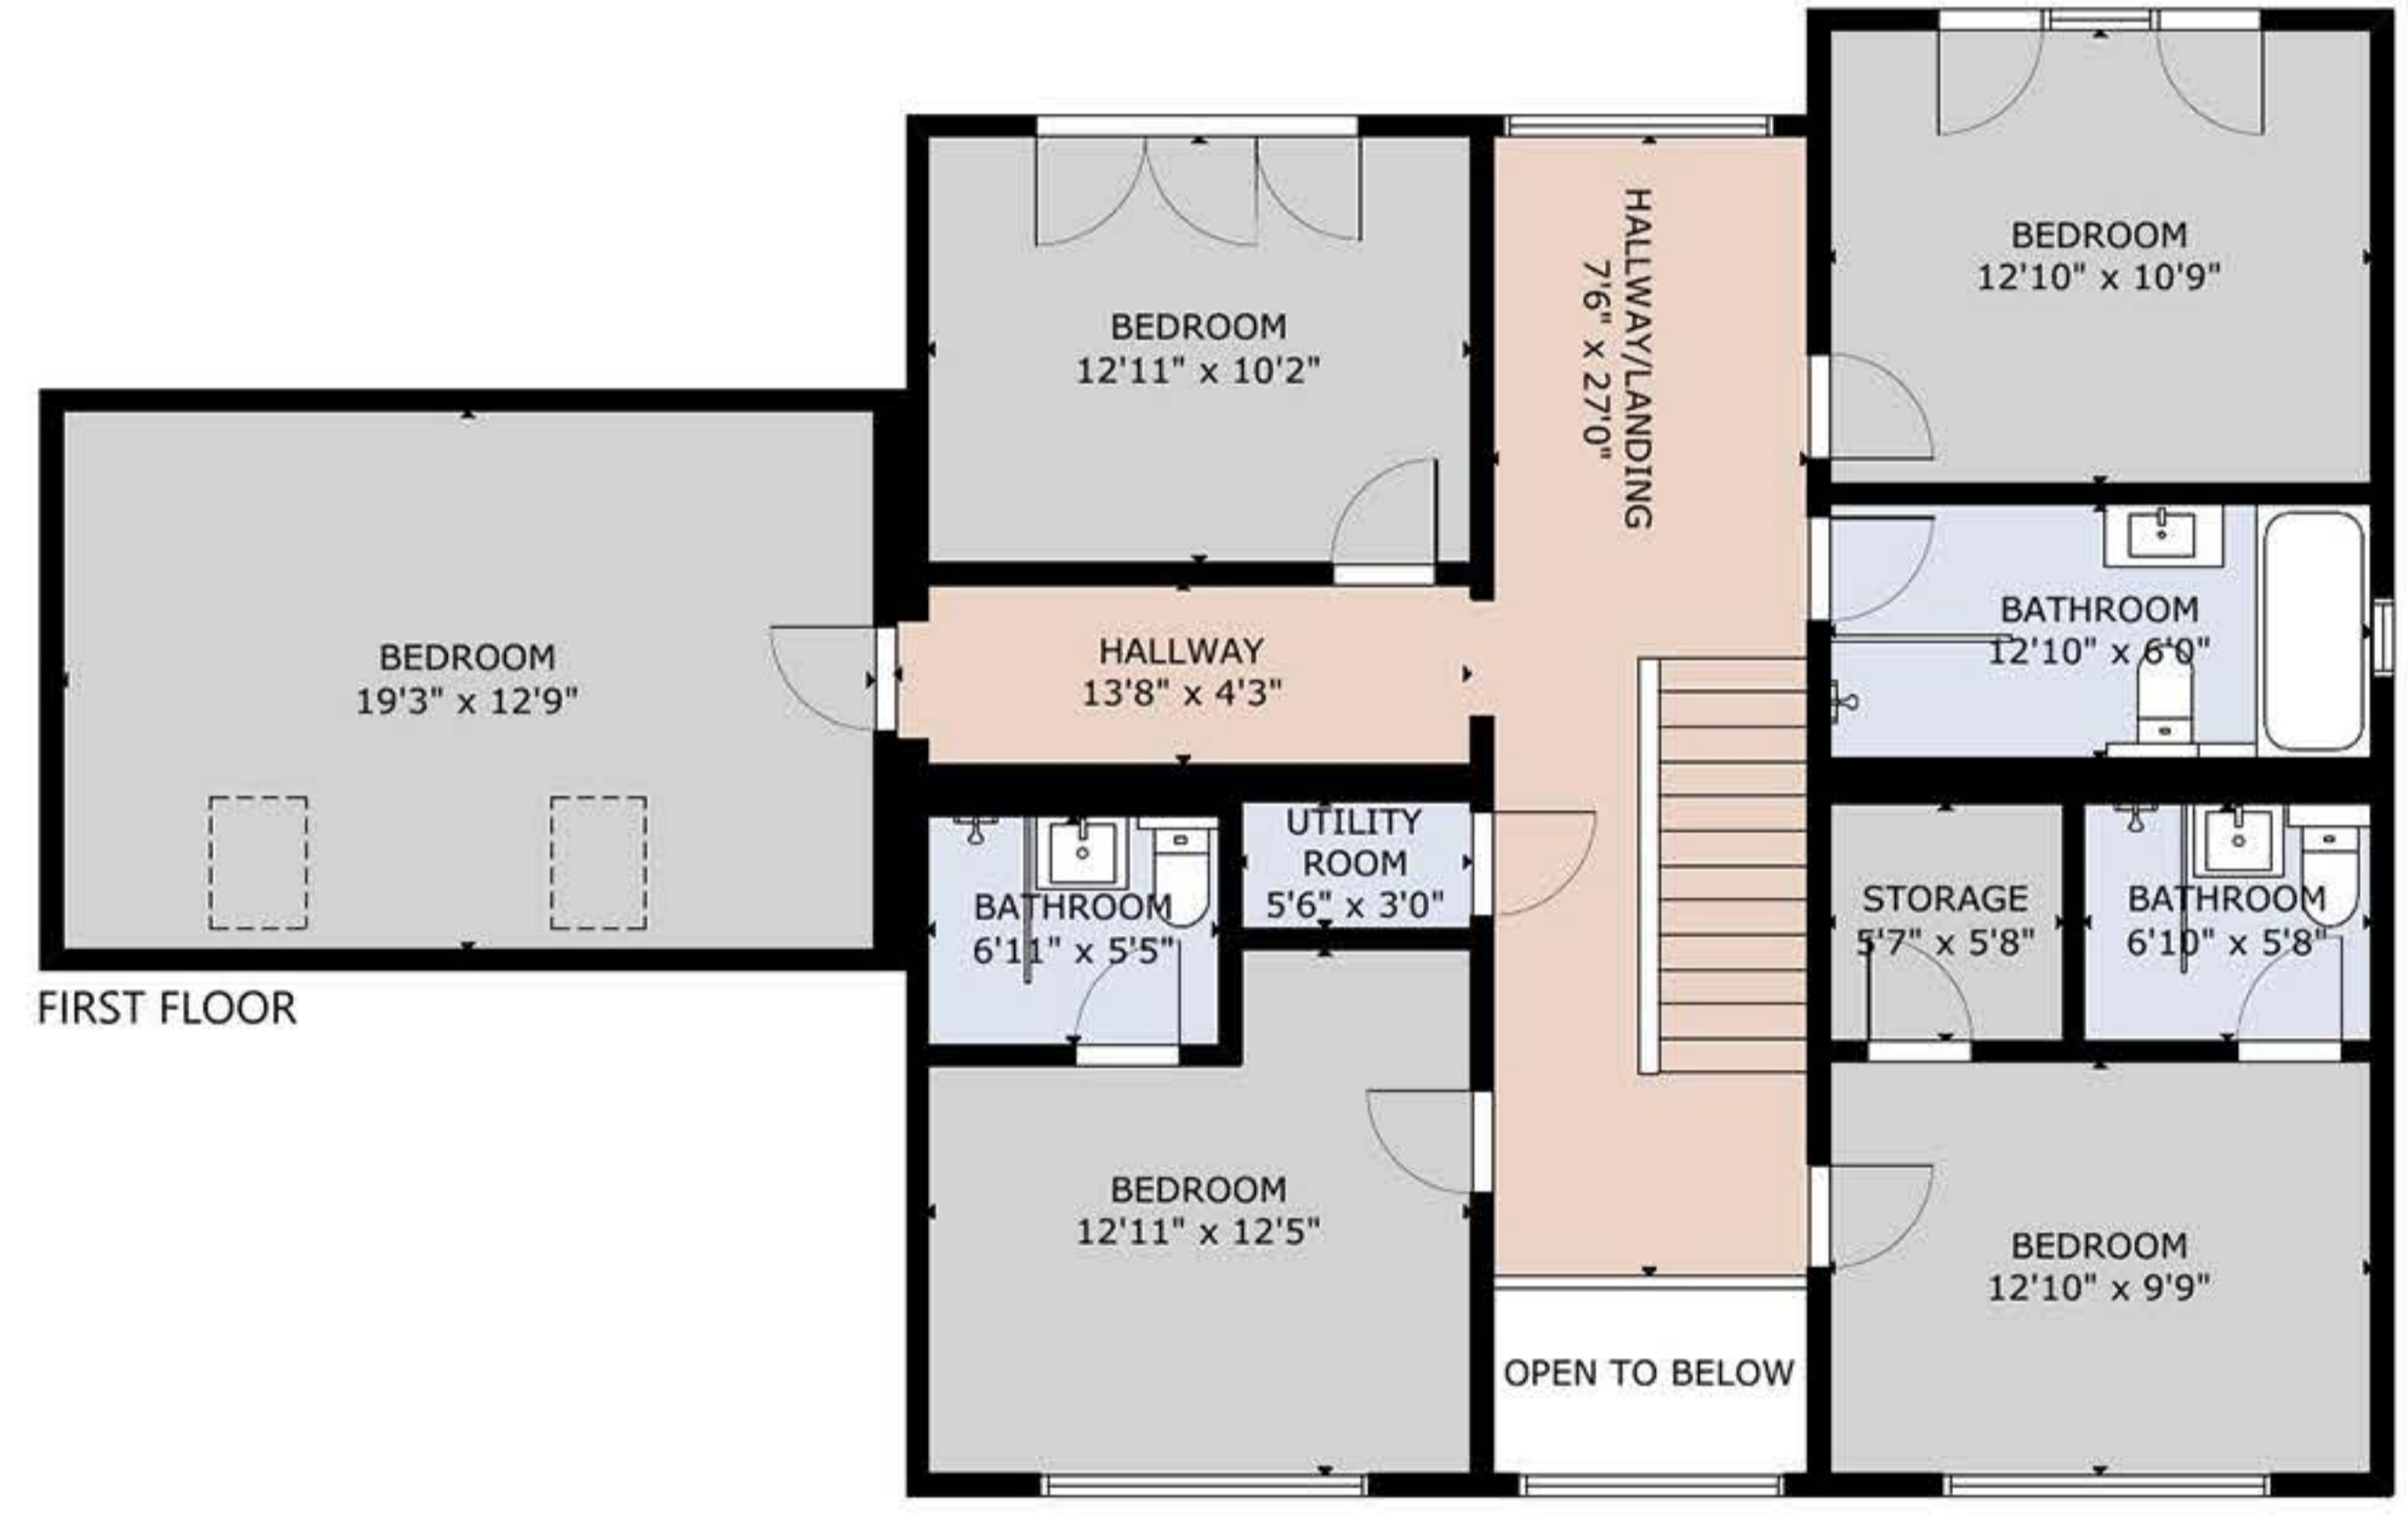 BEDROOM
12'10" x 10'9"
HALLWAY/LANDING
7'6" x 27'0"
BEDROOM
12'11" x 10'2"
BEDROOM
19'3" x 12'9"
HALLWAY
13'8" x 4'3"
BATHROOM
12'10" x 6'0"
UTILITY
ROOM
5'6" x 3'0"
BATHROOM
6'11" x 5'5"
STORAGE
5'7" x 5'8"
BATHROOM
6'10" x 5'8"
FIRST FLOOR
BEDROOM
12'11" x 12'5"
BEDROOM
12'10" x 9'9"
OPEN TO BELOW